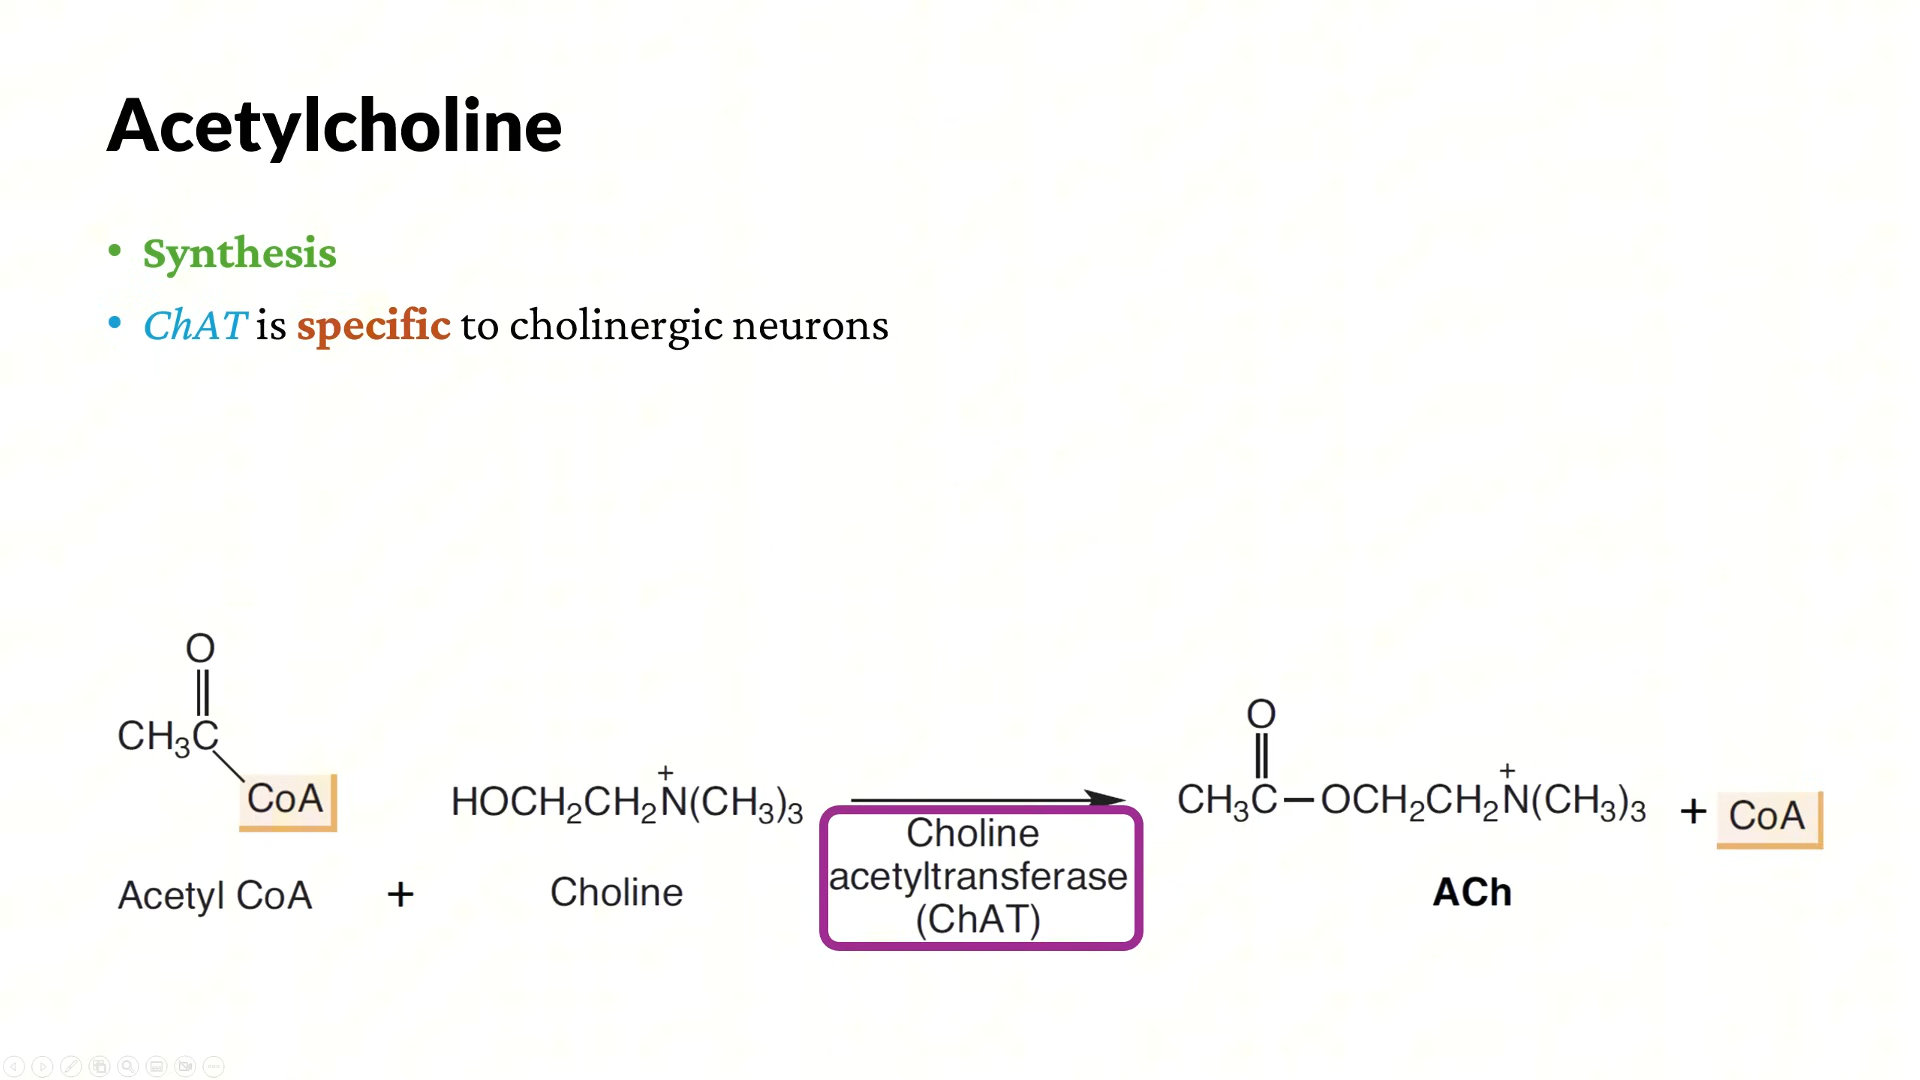 Acetylcholine
• Synthesis
• ChAT is specific to cholinergic neurons
O
CH₃C
CoA
HOCH₂CH₂N⁺(CH₃)₃
O
CH₃C—OCH₂CH₂N⁺(CH₃)₃ + CoA
Choline
acetyltransferase
(ChAT)
Acetyl CoA + Choline
ACh